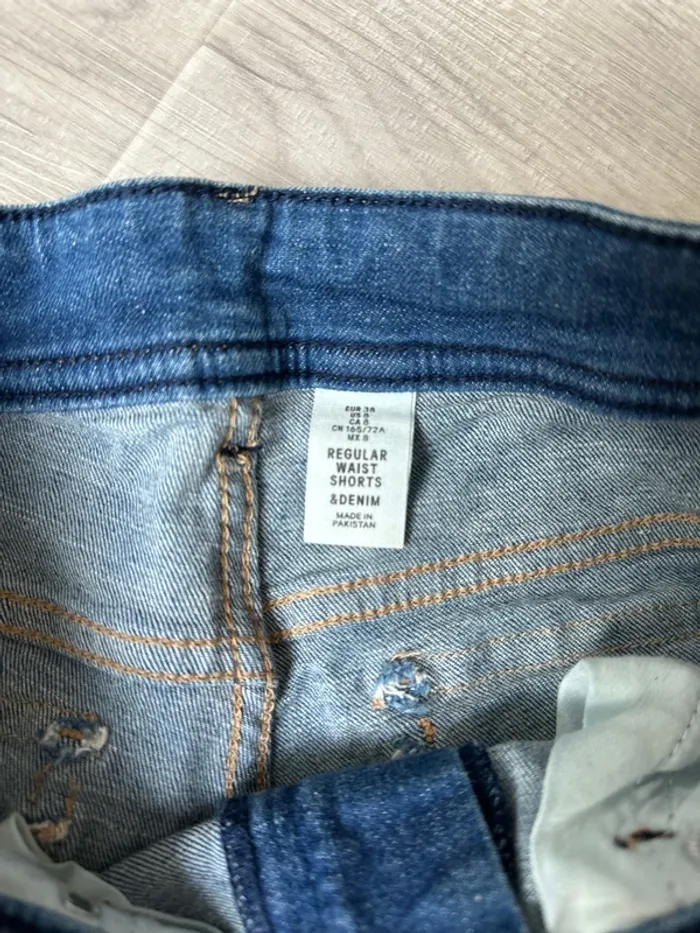 EUR 38
US 8
CA 8
CN 165/72A
MX 8
REGULAR
WAIST
SHORTS
&DENIM
MADE IN
PAKISTAN